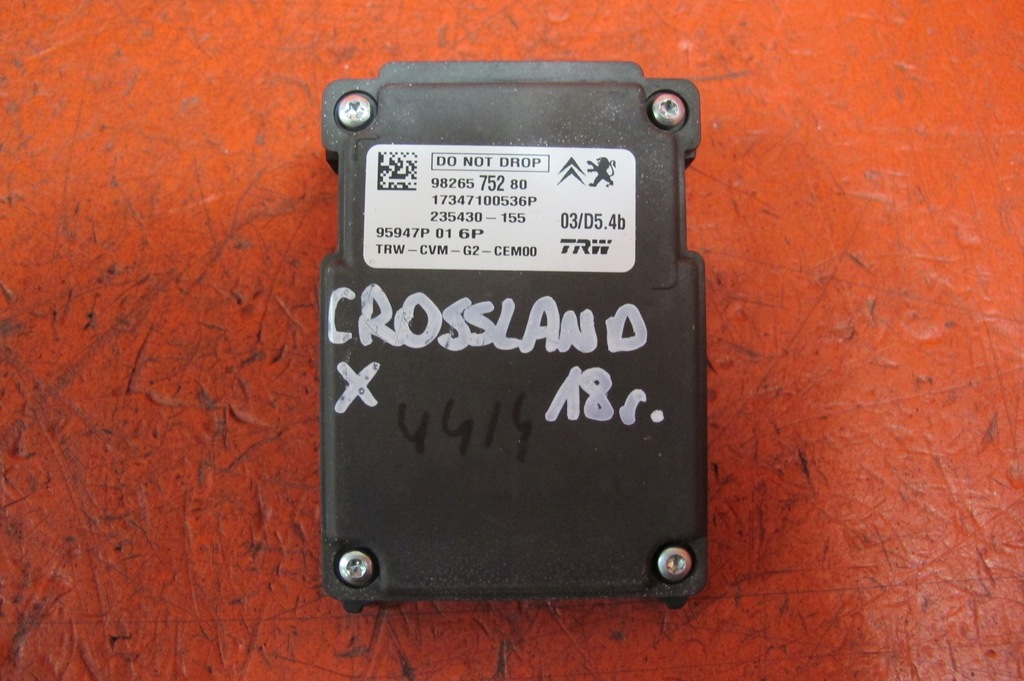 DO NOT DROP
98265 752 80
17347100536P
235430-155
03/D5.4b
95947P 01 6P
TRW-CVM-G2-CEM00
TRW
CROSSLAND
X 18 r.
4414